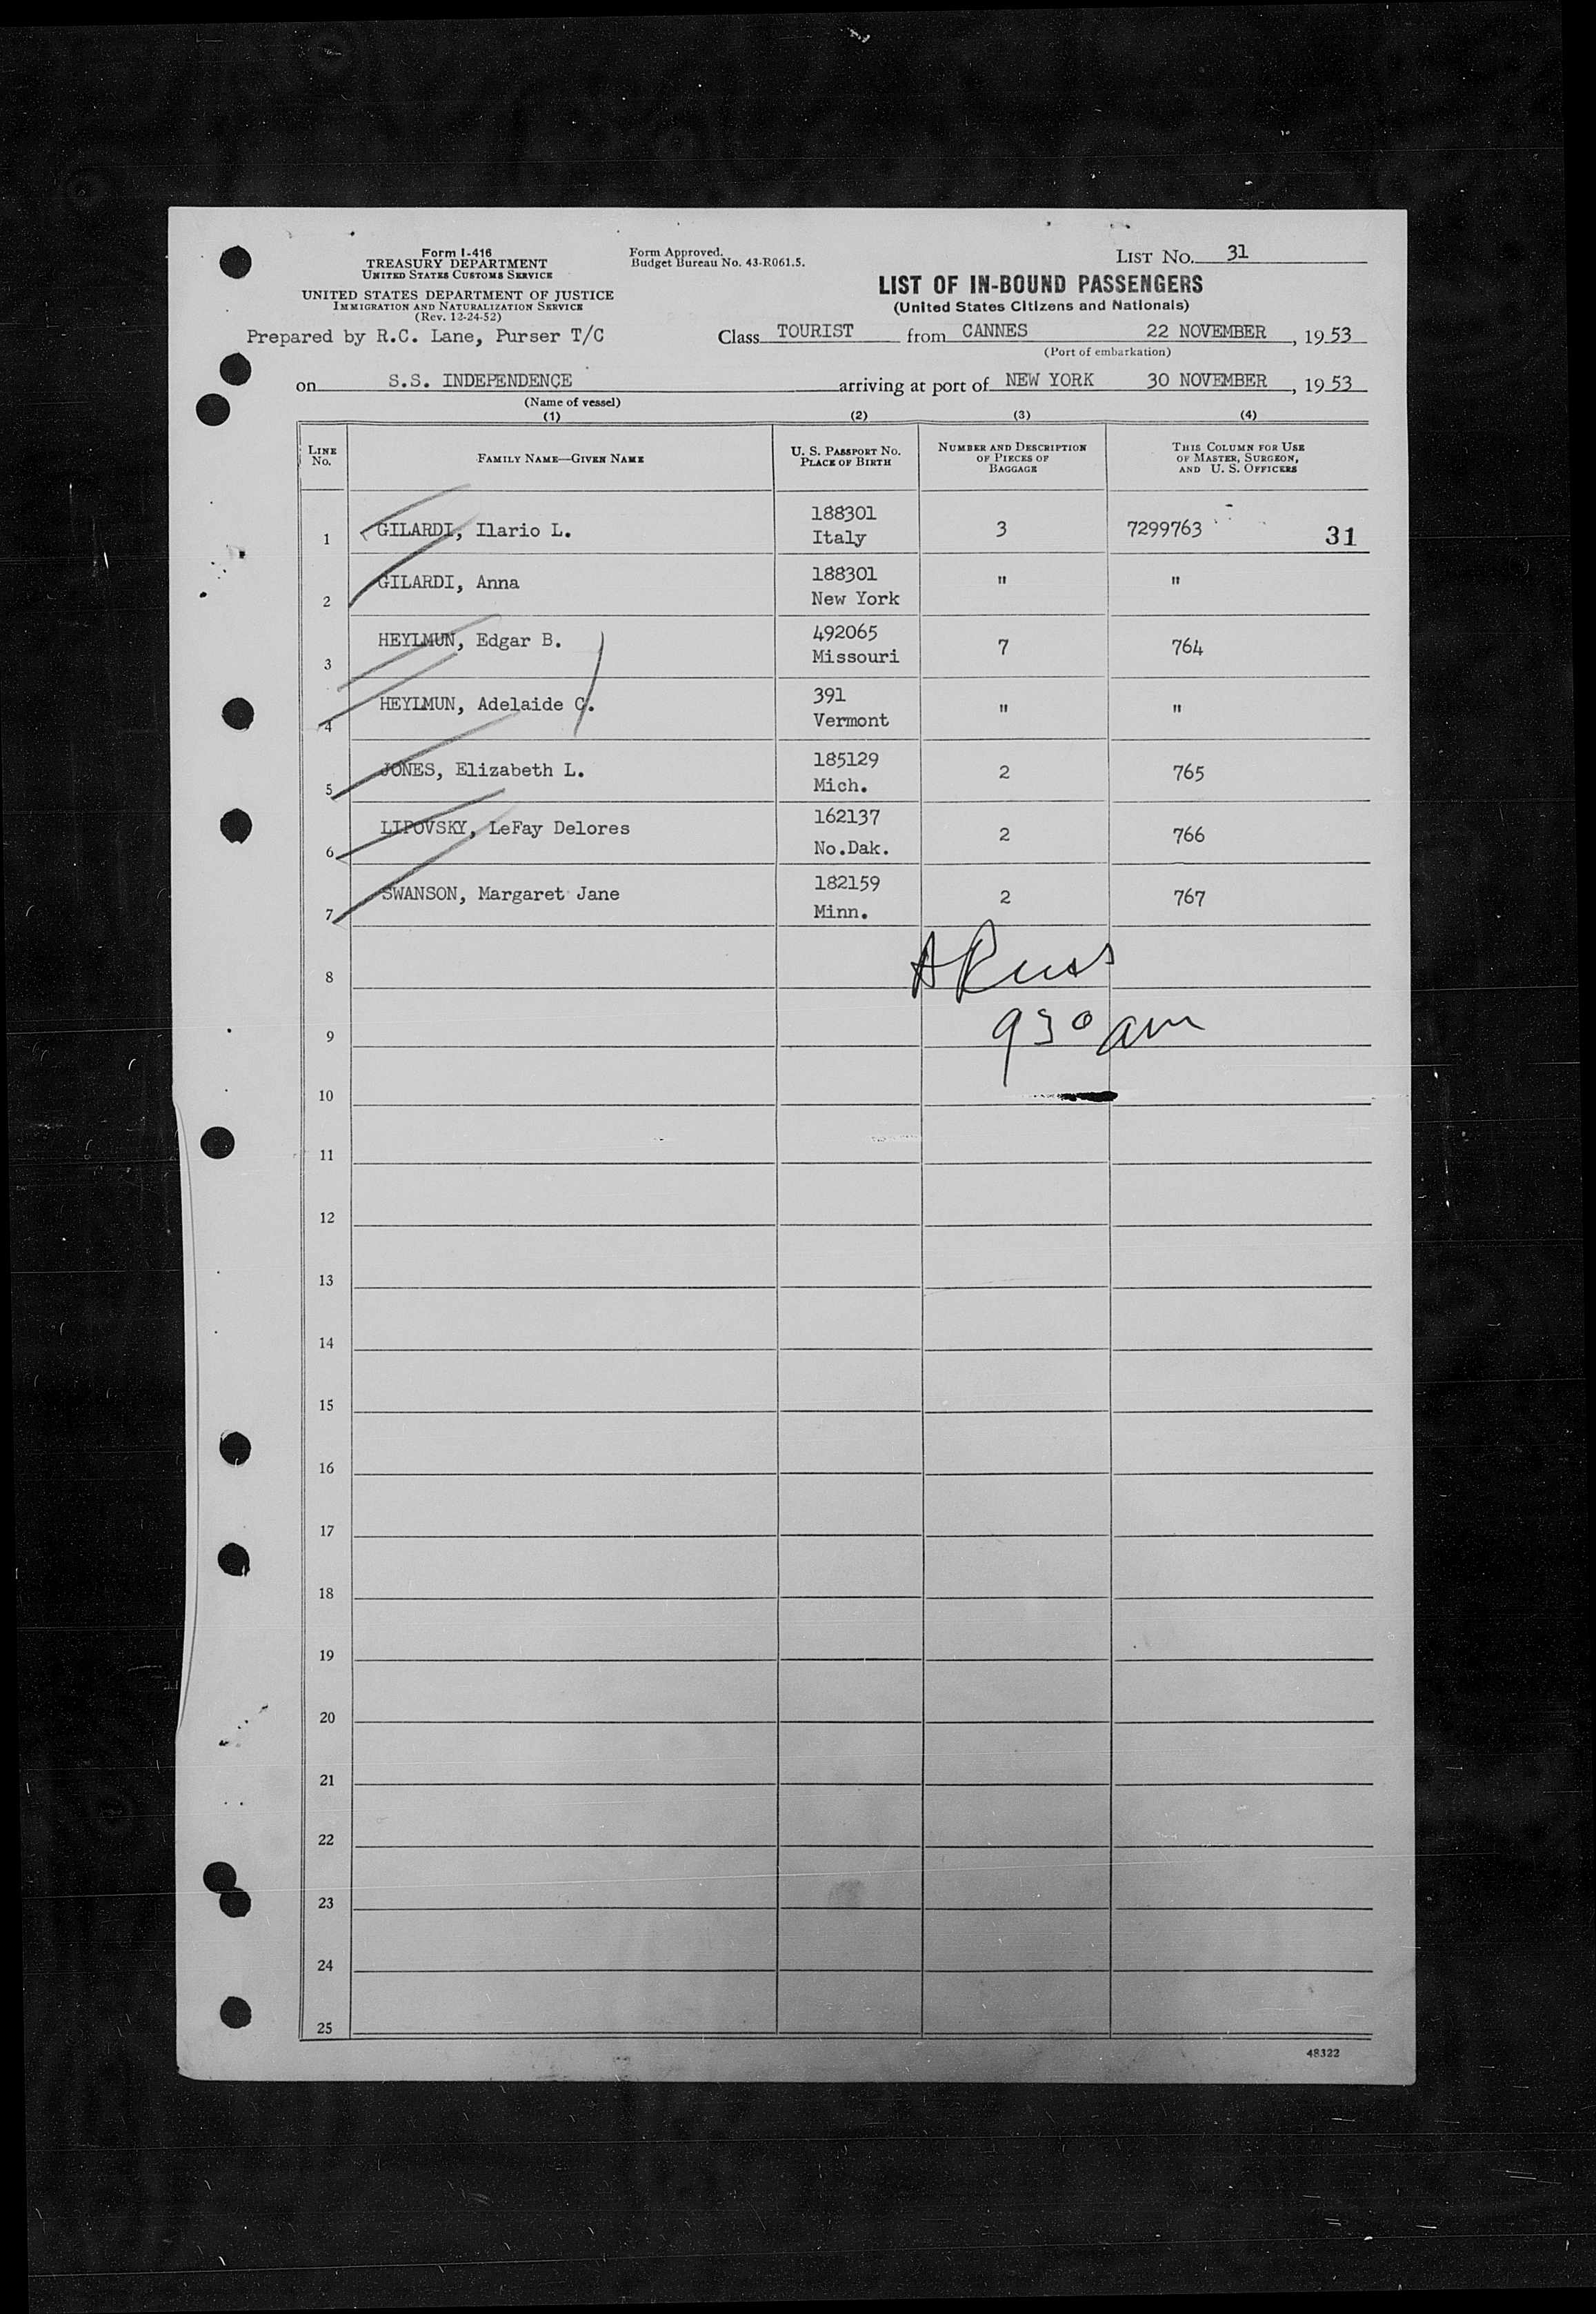 Form I-416
TREASURY DEPARTMENT
UNITED STATES CUSTOMS SERVICE
UNITED STATES DEPARTMENT OF JUSTICE
IMMIGRATION AND NATURALIZATION SERVICE
(Rev. 12-24-52)
Prepared by R.C. Lane, Purser T/C
Form Approved.
Budget Bureau No. 43-R061.5.
LIST No. 31
LIST OF IN-BOUND PASSENGERS
(United States Citizens and Nationals)
Class TOURIST from CANNES 22 NOVEMBER, 1953
(Port of embarkation)
on S.S. INDEPENDENCE arriving at port of NEW YORK 30 NOVEMBER, 1953
(Name of vessel)
(1) (2) (3) (4)
LINE No. FAMILY NAME—GIVEN NAME U. S. PASSPORT No. PLACE OF BIRTH NUMBER AND DESCRIPTION OF PIECES OF BAGGAGE THIS COLUMN FOR USE OF MASTER, SURGEON, AND U. S. OFFICERS
1 GILARDI, Ilario L. 188301 Italy 3 7299763 31
2 GILARDI, Anna 188301 New York " "
3 HEYLMUN, Edgar B. 492065 Missouri 7 764
4 HEYLMUN, Adelaide C. 391 Vermont " "
5 JONES, Elizabeth L. 185129 Mich. 2 765
6 LIPOVSKY, LeFay Delores 162137 No.Dak. 2 766
7 SWANSON, Margaret Jane 182159 Minn. 2 767
8
9 930 am
10
11
12
13
14
15
16
17
18
19
20
21
22
23
24
25
48322